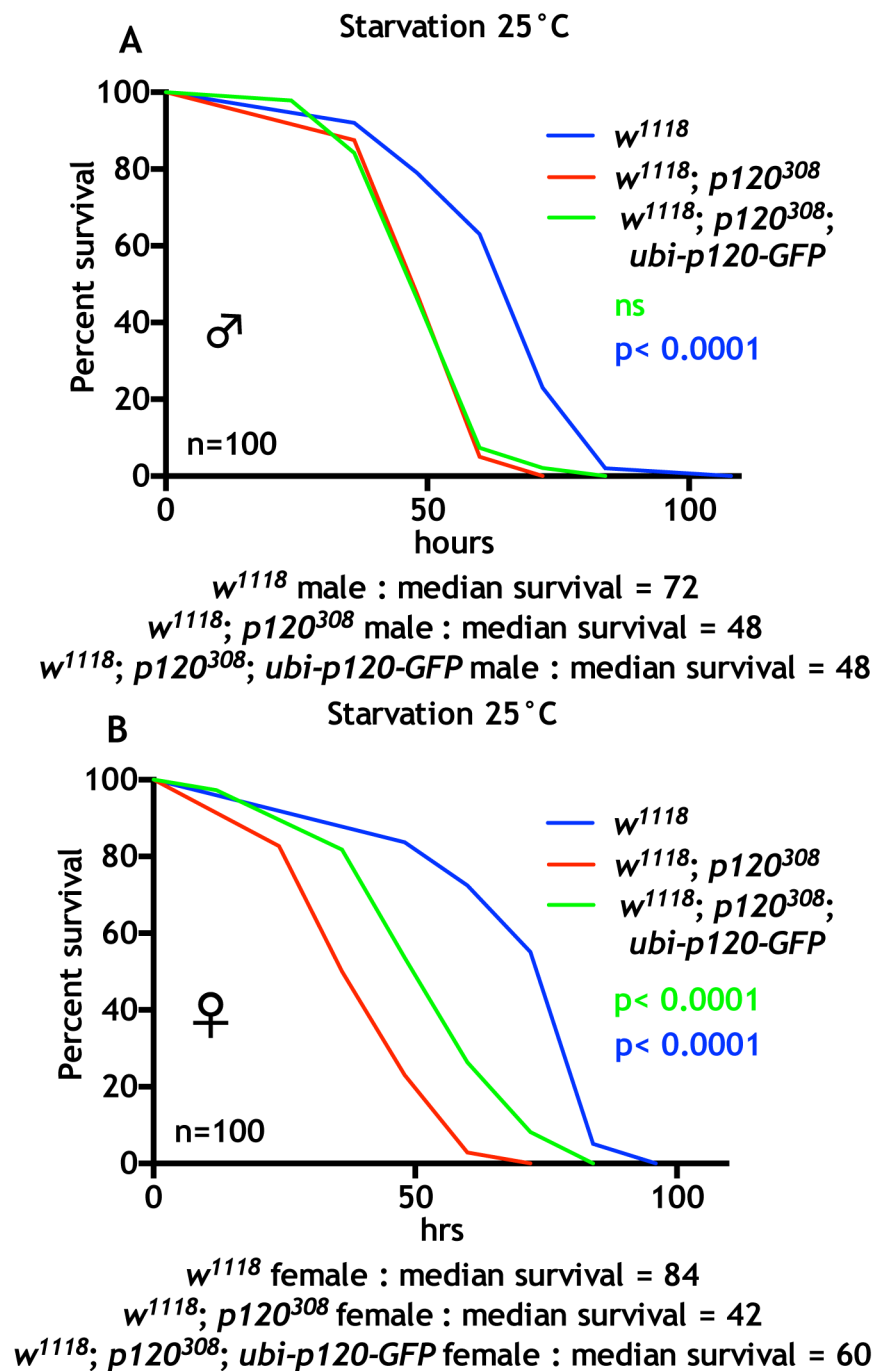 A
Starvation 25°C
100
80
60
40
20
0
Percent survival
w1118
w1118; p120308
w1118; p120308;
ubi-p120-GFP
ns
p< 0.0001
♂
n=100
0 50 100
hours
w1118 male : median survival = 72
w1118; p120308 male : median survival = 48
w1118; p120308; ubi-p120-GFP male : median survival = 48
B
Starvation 25°C
100
80
60
40
20
0
Percent survival
w1118
w1118; p120308
w1118; p120308;
ubi-p120-GFP
p< 0.0001
p< 0.0001
♀
n=100
0 50 100
hrs
w1118 female : median survival = 84
w1118; p120308 female : median survival = 42
w1118; p120308; ubi-p120-GFP female : median survival = 60